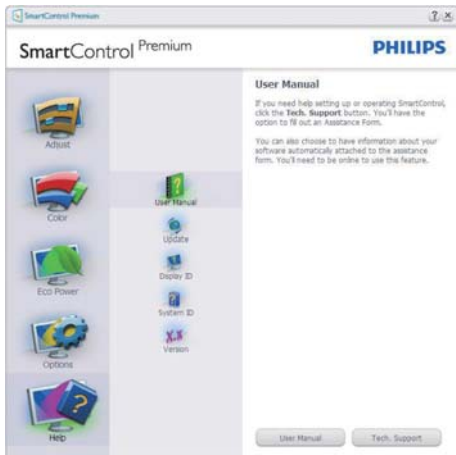 SmartControl Premium
SmartControl Premium
PHILIPS
Adjust
Color
Eco Power
Options
Help
User Manual
Update
Display ID
System ID
Version
User Manual
If you need help setting up or operating SmartControl,
click the Tech. Support button. You'll have the
option to fill out an Assistance Form.
You can also choose to have information about your
software automatically attached to the assistance
form. You'll need to be online to use this feature.
User Manual
Tech. Support